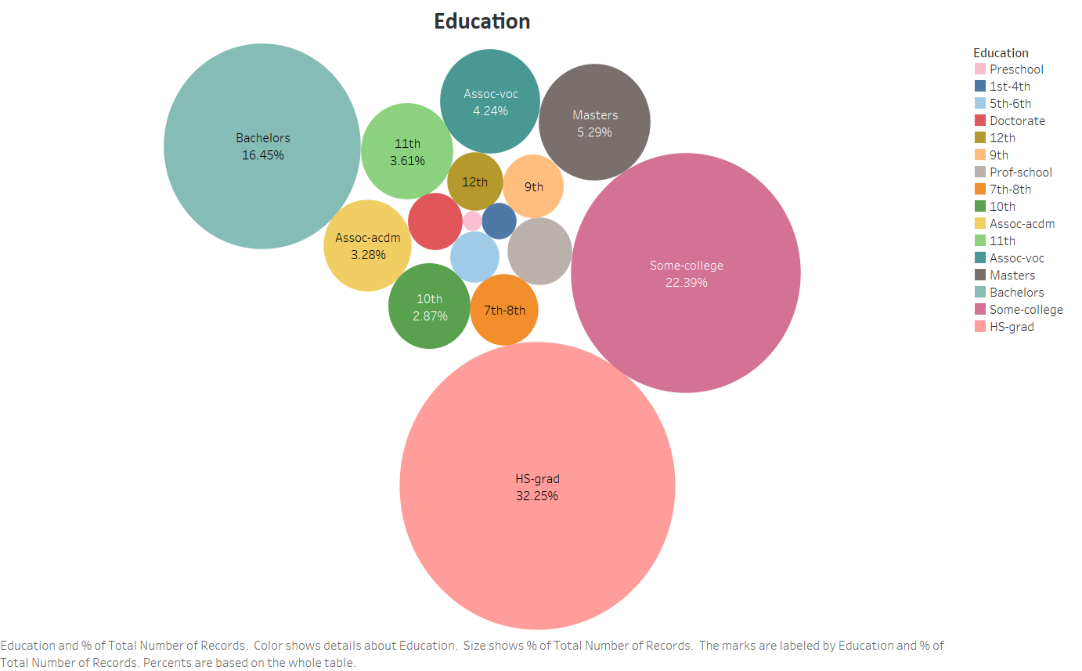 Education
Assoc-voc
4.24%
Masters
5.29%
Bachelors
16.45%
11th
3.61%
12th
9th
Assoc-acdm
3.28%
Some-college
22.39%
10th
2.87%
7th-8th
HS-grad
32.25%
Education
Preschool
1st-4th
5th-6th
Doctorate
12th
9th
Prof-school
7th-8th
10th
Assoc-acdm
11th
Assoc-voc
Masters
Bachelors
Some-college
HS-grad
Education and % of Total Number of Records.  Color shows details about Education.  Size shows % of Total Number of Records.  The marks are labeled by Education and % of
Total Number of Records. Percents are based on the whole table.